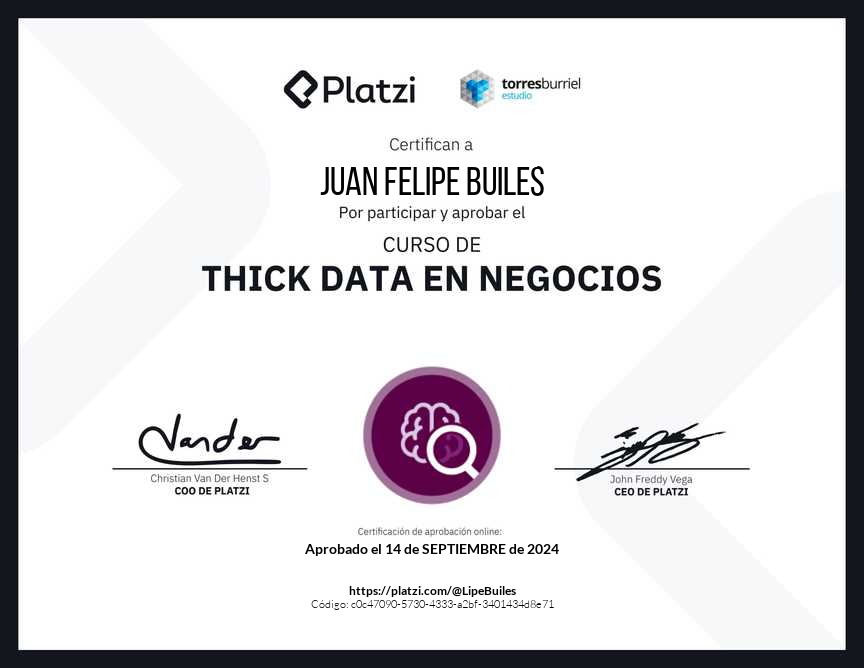 Platzi
torresburriel
estudio
Certifican a
JUAN FELIPE BUILES
Por participar y aprobar el
CURSO DE
THICK DATA EN NEGOCIOS
Vander
Christian Van Der Henst S
COO DE PLATZI
John Freddy Vega
CEO DE PLATZI
Certificación de aprobación online:
Aprobado el 14 de SEPTIEMBRE de 2024
https://platzi.com/@LipeBuiles
Código: c0c47090-5730-4333-a2bf-3401434d8e71